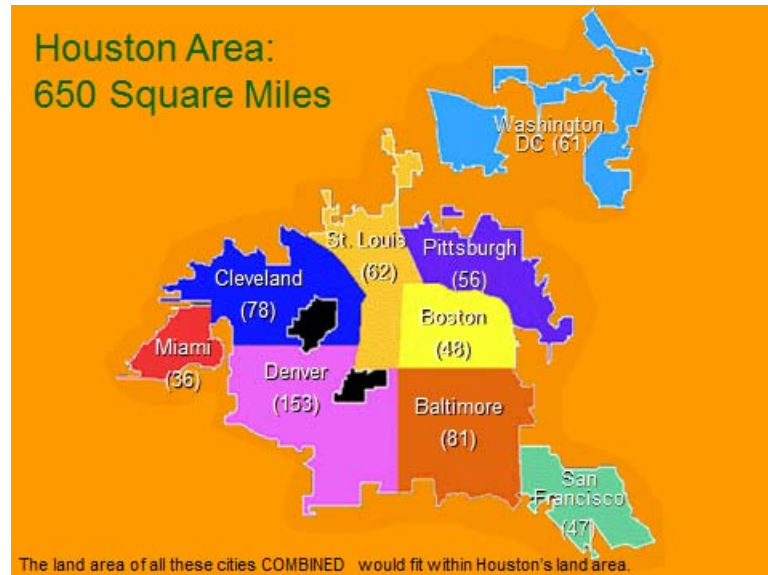 Houston Area:
650 Square Miles
Washington
DC (61)
St. Louis
(62)
Pittsburgh
(56)
Cleveland
(78)
Boston
(48)
Miami
(36)
Denver
(153)
Baltimore
(81)
San
Francisco
(47)
The land area of all these cities COMBINED would fit within Houston's land area.